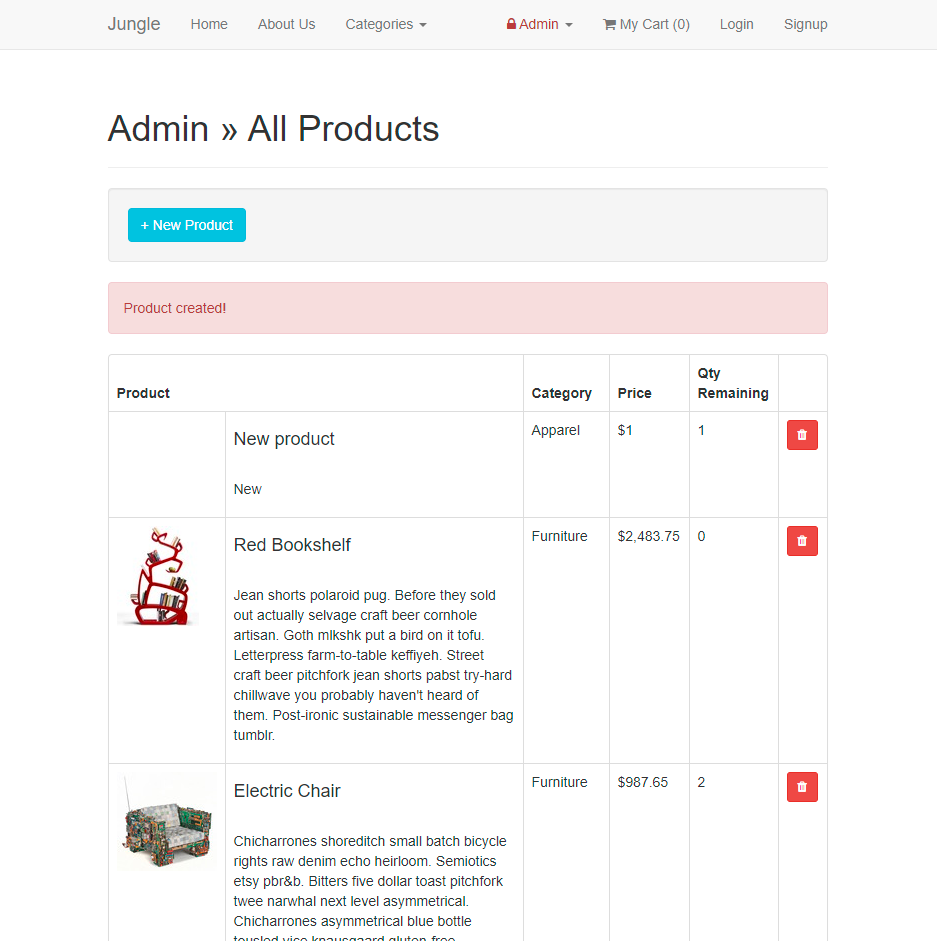 Jungle Home About Us Categories Admin My Cart (0) Login Signup
Admin » All Products
+ New Product
Product created!
Product Category Price Qty Remaining
New product Apparel $1 1
New
Red Bookshelf Furniture $2,483.75 0
Jean shorts polaroid pug. Before they sold
out actually selvage craft beer cornhole
artisan. Goth mlkshk put a bird on it tofu.
Letterpress farm-to-table keffiyeh. Street
craft beer pitchfork jean shorts pabst try-hard
chillwave you probably haven't heard of
them. Post-ironic sustainable messenger bag
tumblr.
Electric Chair Furniture $987.65 2
Chicharrones shoreditch small batch bicycle
rights raw denim echo heirloom. Semiotics
etsy pbr&b. Bitters five dollar toast pitchfork
twee narwhal next level asymmetrical.
Chicharrones asymmetrical blue bottle
tousled vice knausgaard gluten-free